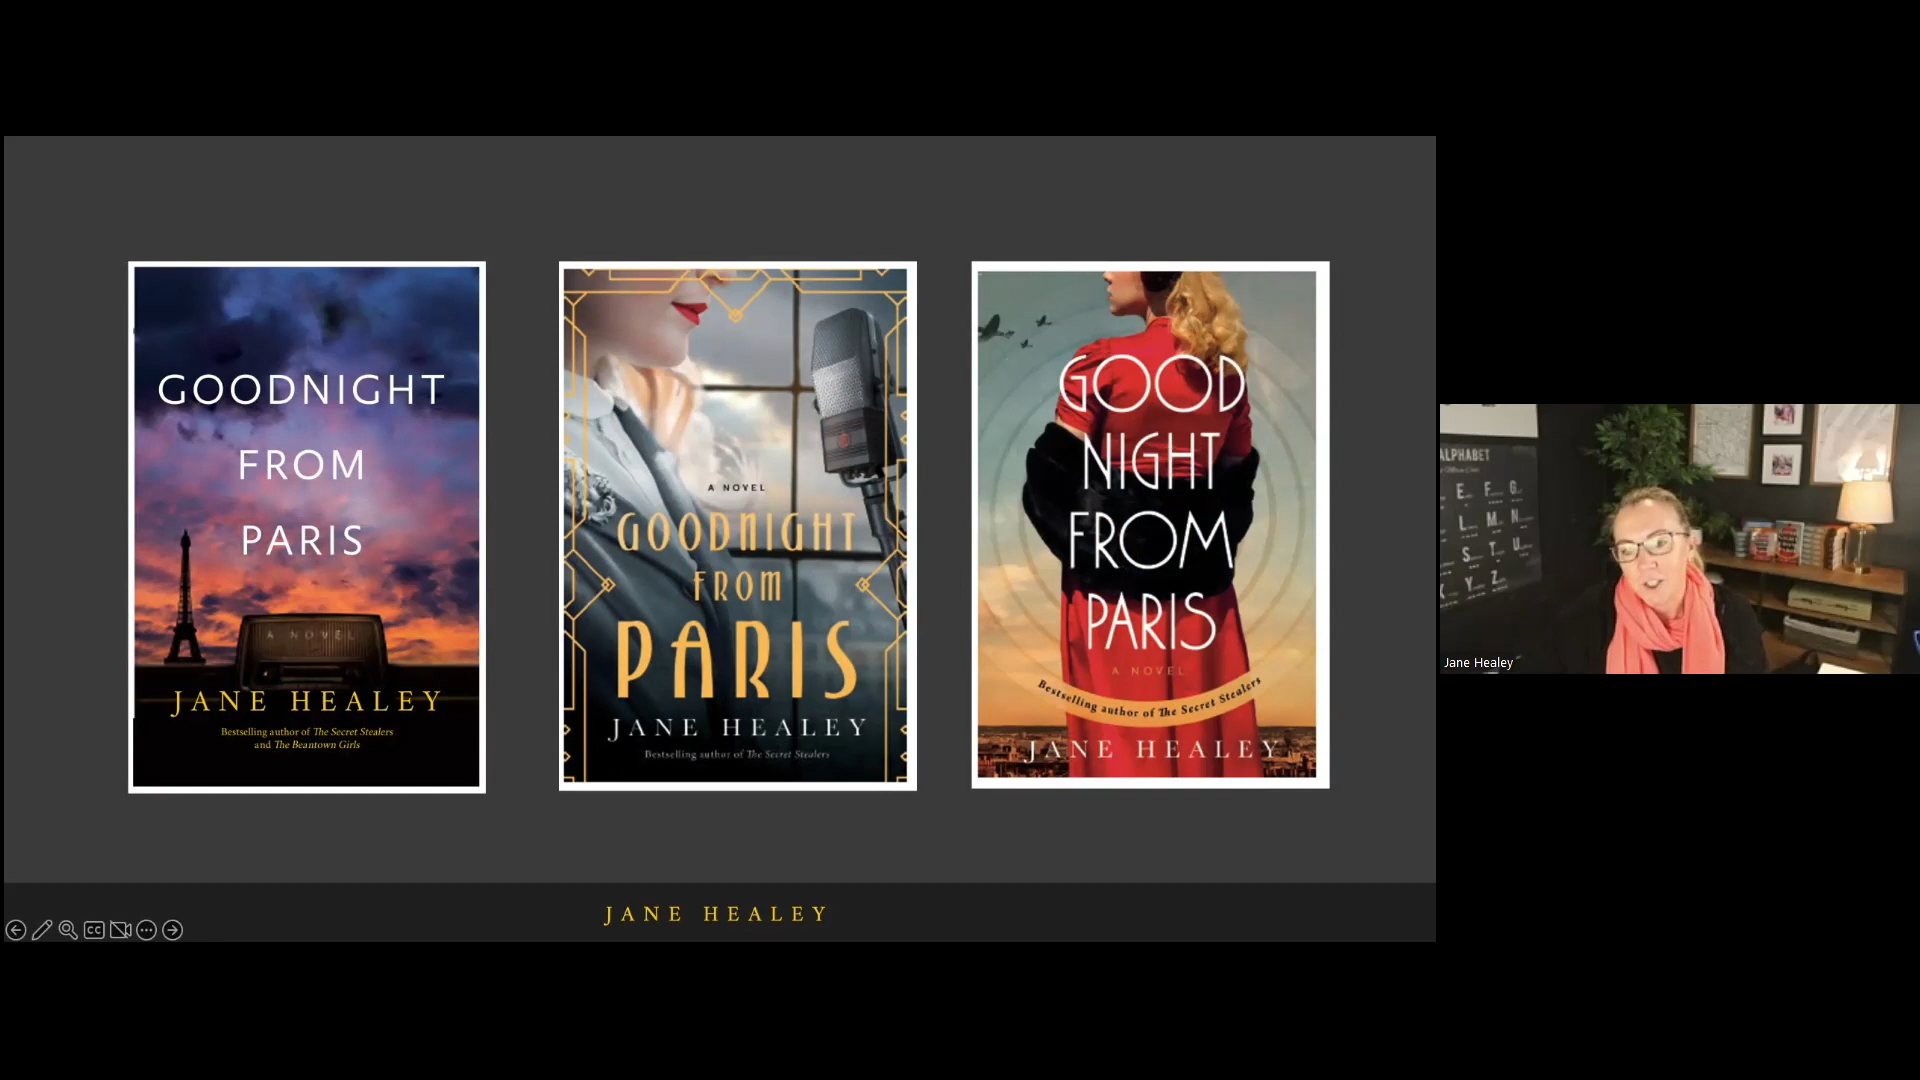 GOODNIGHT
FROM
PARIS
A NOVEL
JANE HEALEY
Bestselling author of The Secret Stealers
and The Beantown Girls
A NOVEL
GOODNIGHT
FROM
PARIS
JANE HEALEY
Bestselling author of The Secret Stealers
GOOD
NIGHT
FROM
PARIS
A NOVEL
Bestselling author of The Secret Stealers
JANE HEALEY
JANE HEALEY
CC
ALPHABET
E F G
L M N
S T U
Y Z
Jane Healey